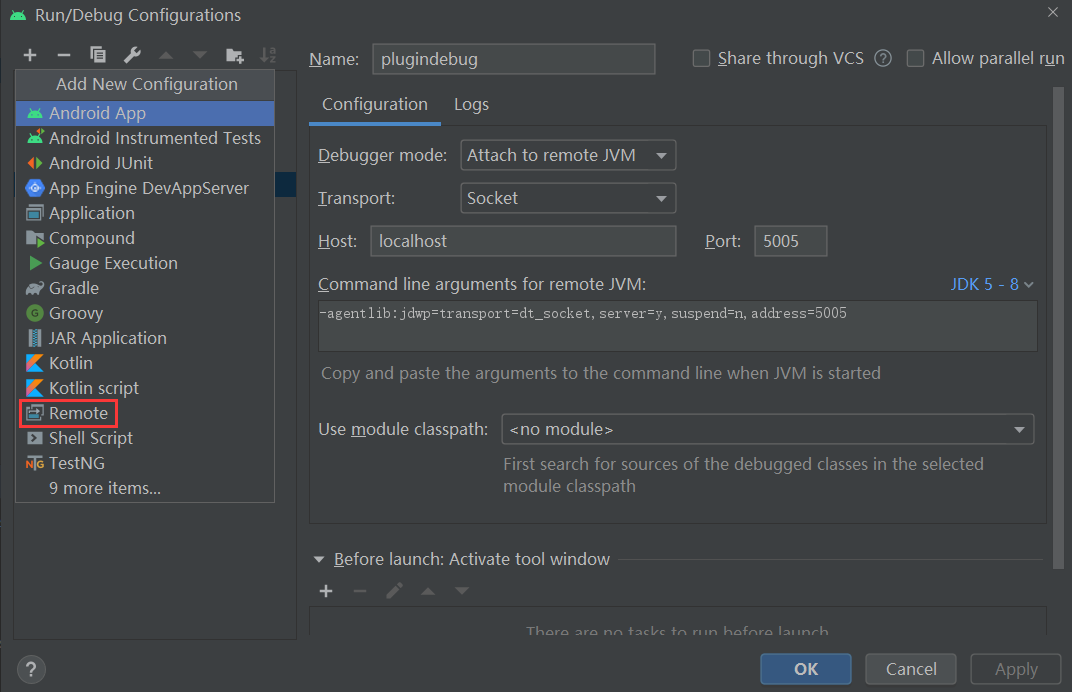 Run/Debug Configurations
Add New Configuration
Android App
Android Instrumented Tests
Android JUnit
App Engine DevAppServer
Application
Compound
Gauge Execution
Gradle
Groovy
JAR Application
Kotlin
Kotlin script
Remote
Shell Script
TestNG
9 more items...
Name: plugindebug
Share through VCS ? Allow parallel run
Configuration Logs
Debugger mode: Attach to remote JVM
Transport: Socket
Host: localhost Port: 5005
Command line arguments for remote JVM: JDK 5 - 8
-agentlib:jdwp=transport=dt_socket,server=y,suspend=n,address=5005
Copy and paste the arguments to the command line when JVM is started
Use module classpath: <no module>
First search for sources of the debugged classes in the selected
module classpath
Before launch: Activate tool window
There are no tasks to run before launch
? OK Cancel Apply